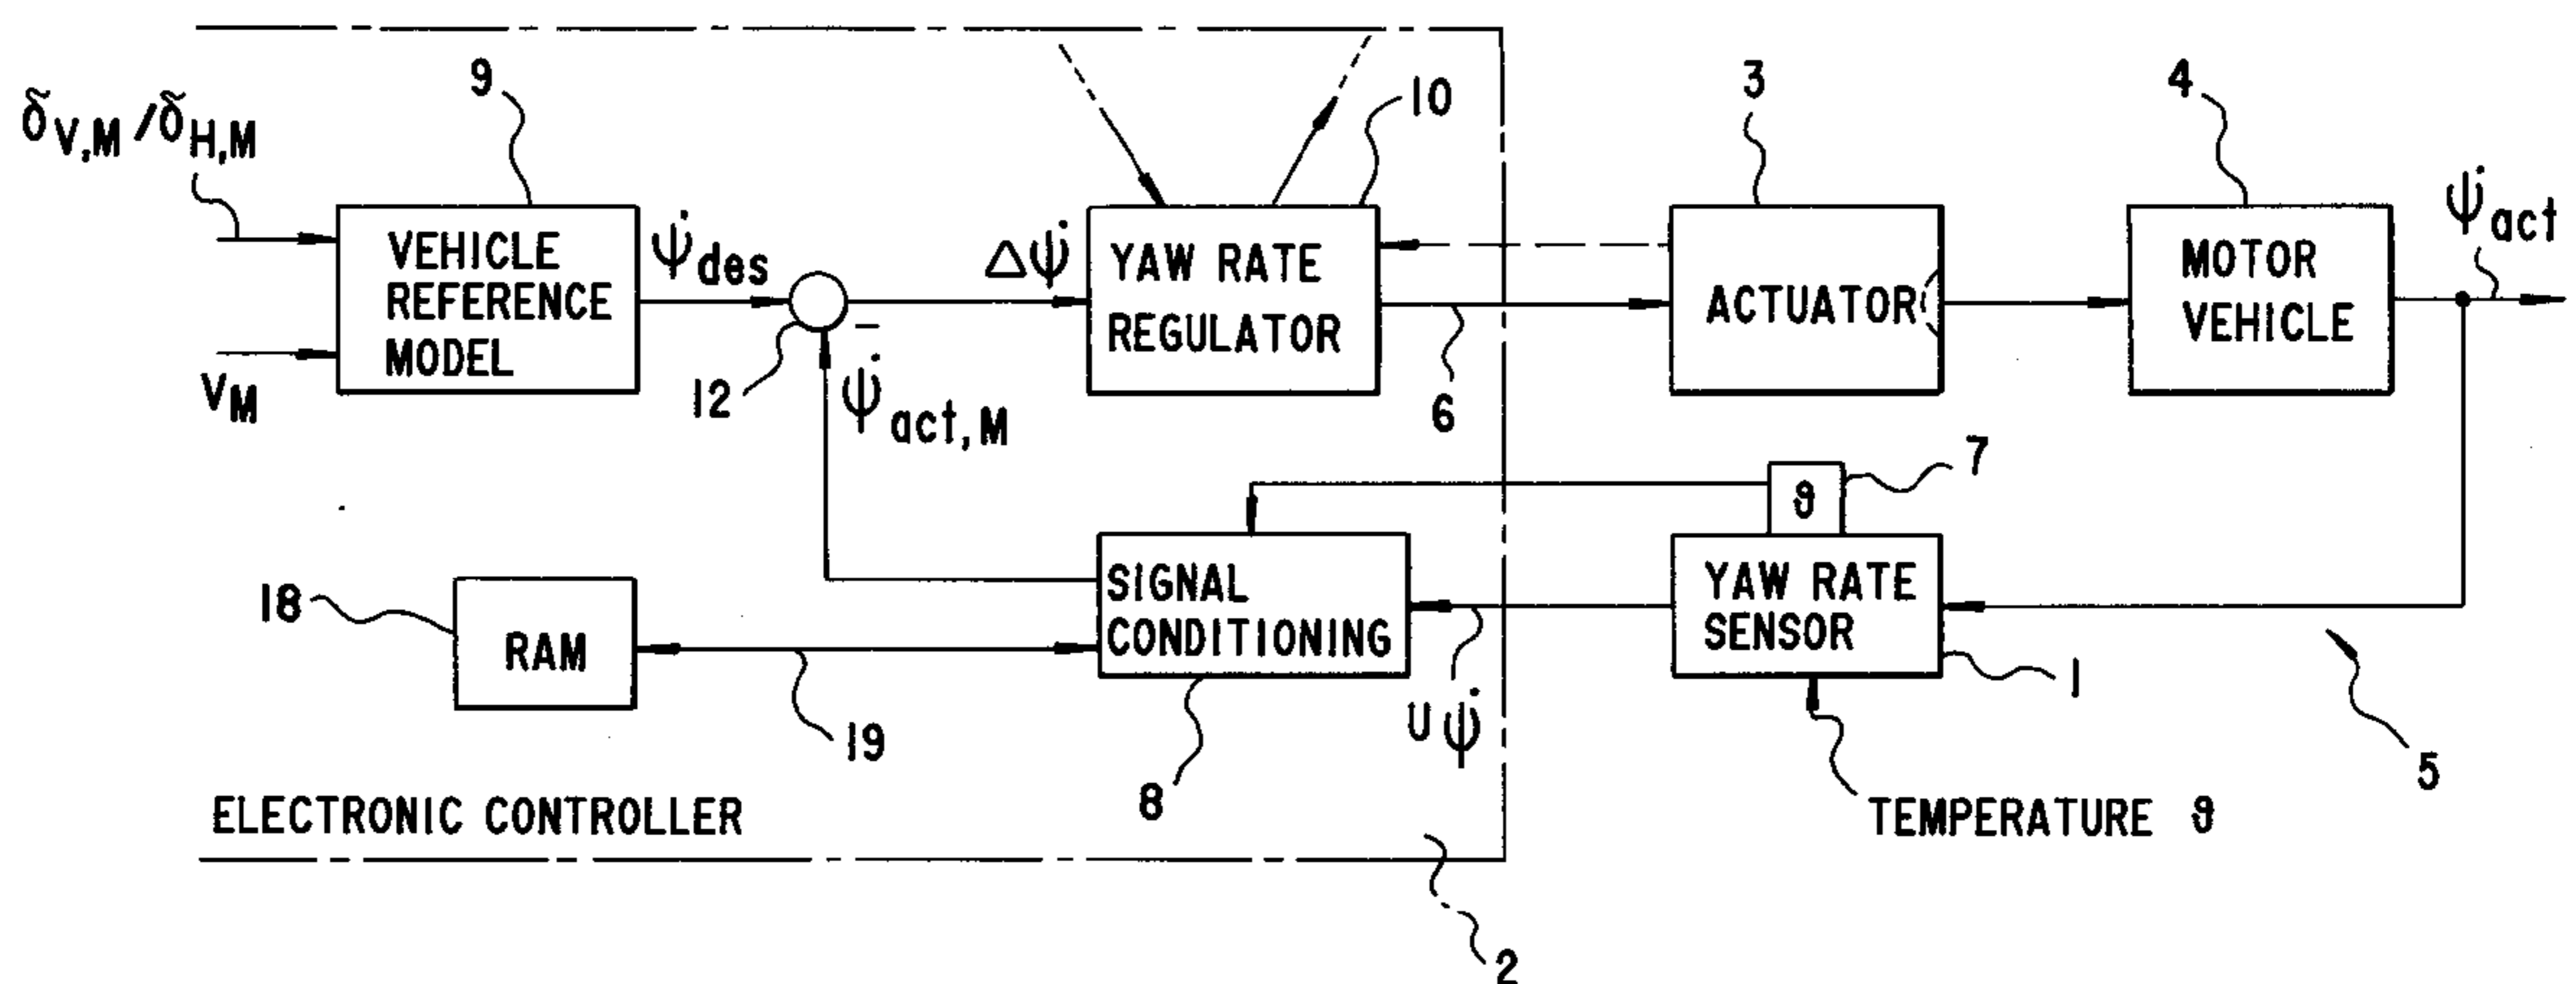 δV,M/δH,M
9
10
3
4
VEHICLE
REFERENCE
MODEL
ψ̇des
Δψ̇
YAW RATE
REGULATOR
ACTUATOR
MOTOR
VEHICLE
ψ̇act
VM
12
−
ψ̇act,M
6
7
ϑ
SIGNAL
CONDITIONING
YAW RATE
SENSOR
18
RAM
19
8
Uψ̇
1
5
TEMPERATURE ϑ
ELECTRONIC CONTROLLER
2